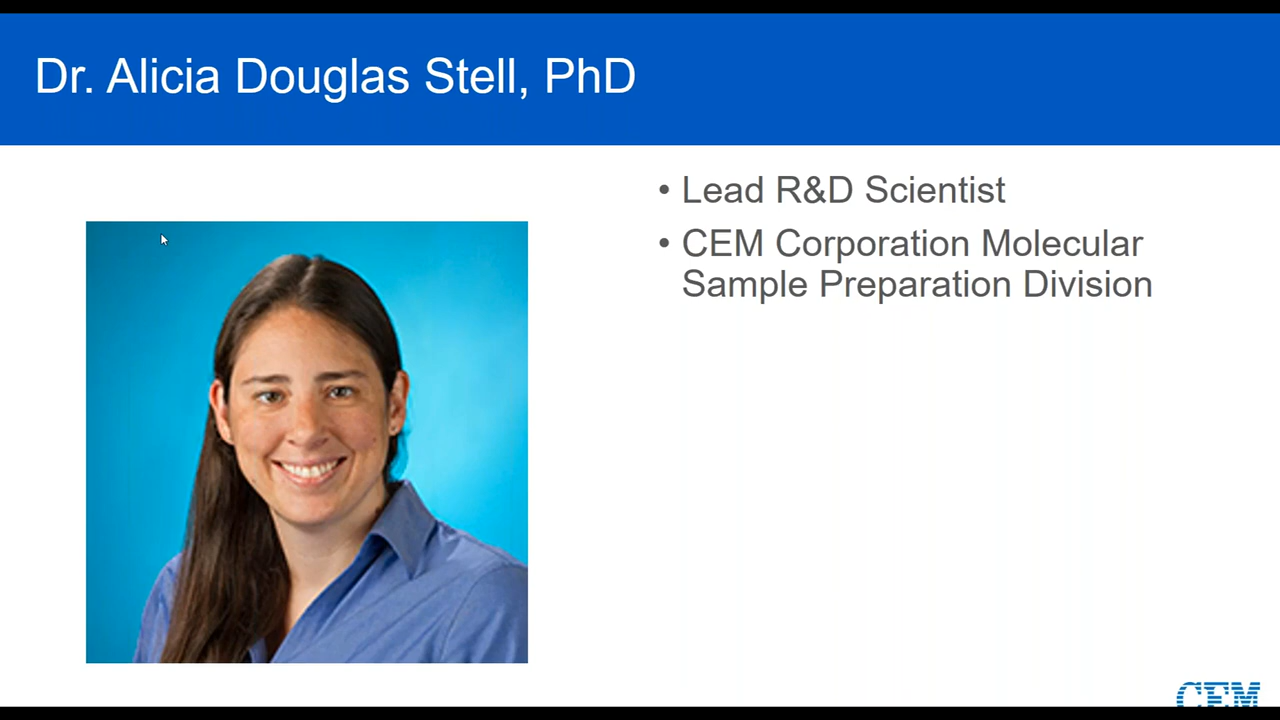 Dr. Alicia Douglas Stell, PhD
• Lead R&D Scientist
• CEM Corporation Molecular
Sample Preparation Division
CEM